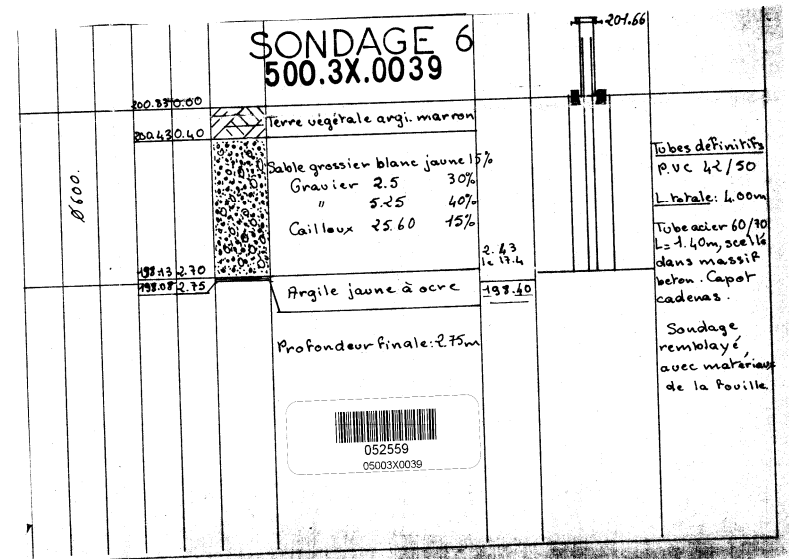 SONDAGE 6
500.3X.0039
201.66
200.83 0.00
Terre végétale argi. marron
200.43 0.40
Ø 600.
Sable grossier blanc jaune 15%
Gravier 2.5 30%
" 5.25 40%
Cailloux 25.60 15%
2.43
le 17.4
198.13 2.70
198.08 2.75
Argile jaune à ocre
198.40
Profondeur finale: 2.75m
Tubes définitifs
P.VC 42/50
L. totale: 4.00m
Tube acier 60/70
L= 1.40m, scellé
dans massif
beton. Capot
cadenas.
Sondage
remblayé
avec matériaux
de la fouille
052559
05003X0039